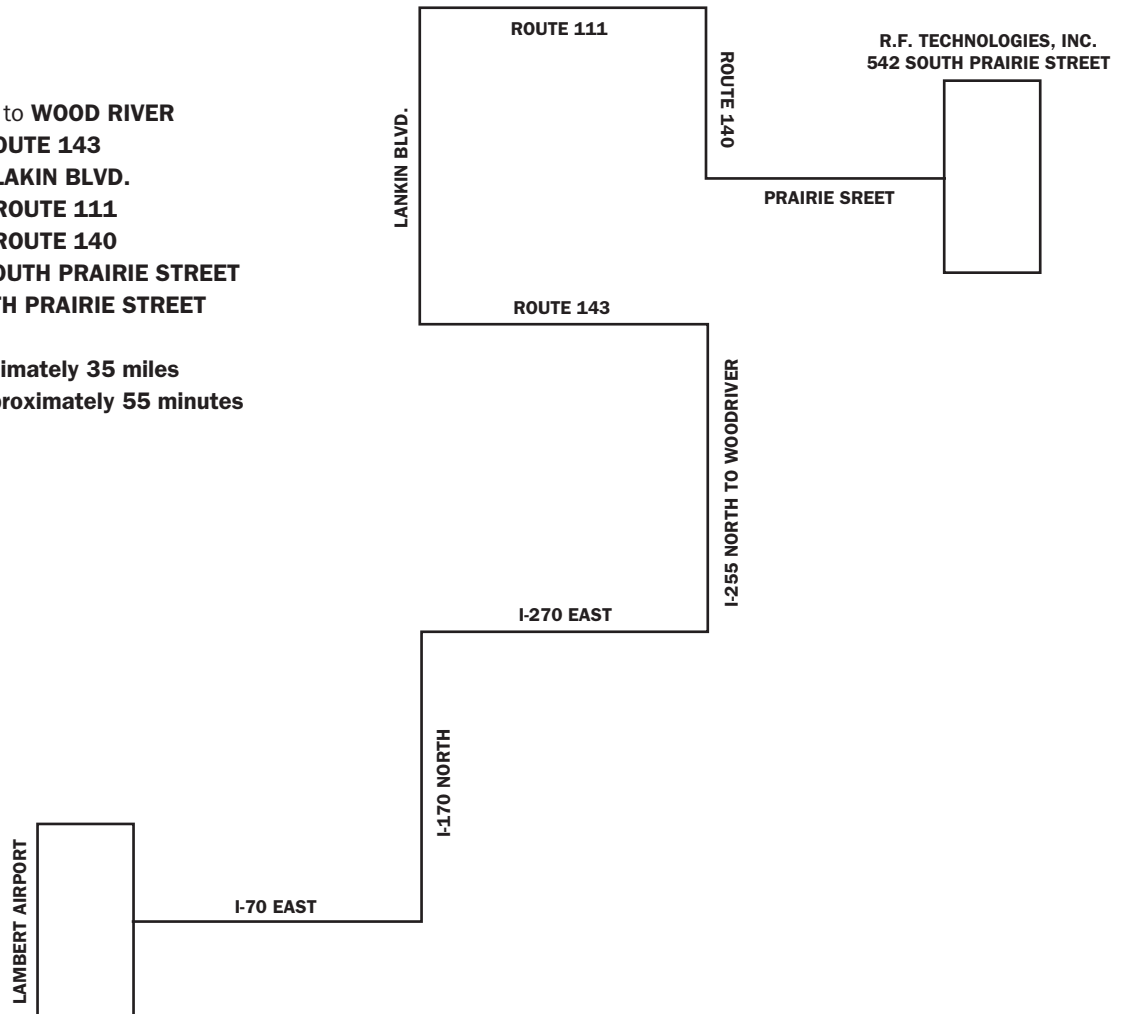 to WOOD RIVER
OUTE 143
LAKIN BLVD.
ROUTE 111
ROUTE 140
OUTH PRAIRIE STREET
TH PRAIRIE STREET
imately 35 miles
proximately 55 minutes
ROUTE 111
R.F. TECHNOLOGIES, INC.
542 SOUTH PRAIRIE STREET
ROUTE 140
LANKIN BLVD.
PRAIRIE SREET
ROUTE 143
I-255 NORTH TO WOODRIVER
I-270 EAST
I-170 NORTH
I-70 EAST
LAMBERT AIRPORT